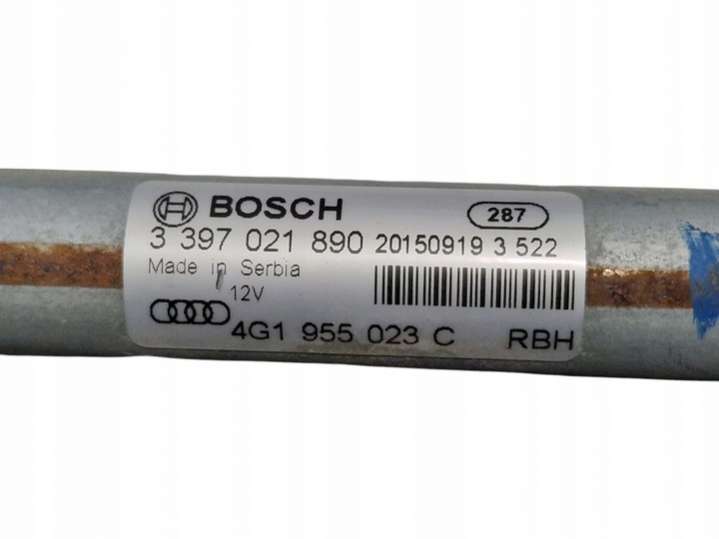 BOSCH 287
3 397 021 890 20150919 3 522
Made in Serbia
12V
4G1 955 023 C RBH